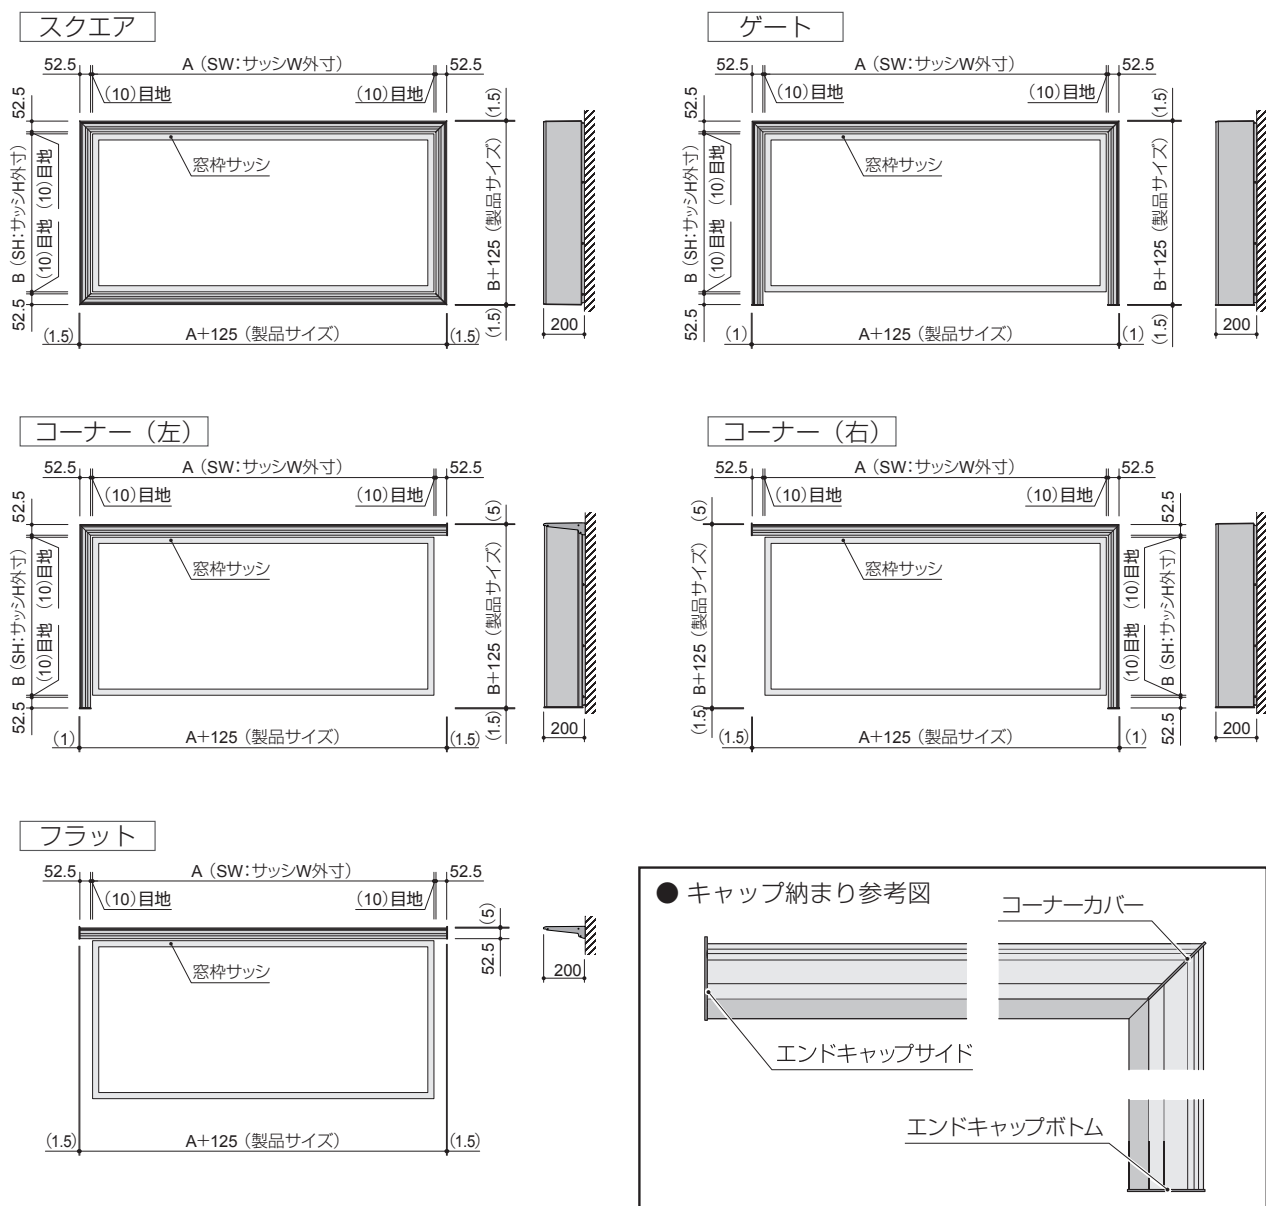 スクエア
52.5
A (SW:サッシW外寸)
52.5
(10)目地
(10)目地
52.5
B (SH:サッシH外寸)
(10)目地
(10)目地
52.5
窓枠サッシ
(1.5)
B+125 (製品サイズ)
(1.5)
(1.5)
A+125 (製品サイズ)
(1.5)
200
ゲート
52.5
A (SW:サッシW外寸)
52.5
(10)目地
(10)目地
52.5
B (SH:サッシH外寸)
(10)目地
(10)目地
52.5
窓枠サッシ
(1.5)
B+125 (製品サイズ)
(1.5)
(1)
A+125 (製品サイズ)
(1)
200
コーナー (左)
52.5
A (SW:サッシW外寸)
52.5
(10)目地
(10)目地
52.5
B (SH:サッシH外寸)
(10)目地
(10)目地
52.5
窓枠サッシ
(5)
B+125 (製品サイズ)
(1.5)
(1)
A+125 (製品サイズ)
(1.5)
200
コーナー (右)
52.5
A (SW:サッシW外寸)
52.5
(10)目地
(10)目地
(5)
B+125 (製品サイズ)
(1.5)
窓枠サッシ
52.5
(10)目地
(10)目地
B (SH:サッシH外寸)
52.5
(1.5)
A+125 (製品サイズ)
(1)
200
フラット
52.5
A (SW:サッシW外寸)
52.5
(10)目地
(10)目地
(5)
52.5
窓枠サッシ
200
(1.5)
A+125 (製品サイズ)
(1.5)
● キャップ納まり参考図
コーナーカバー
エンドキャップサイド
エンドキャップボトム